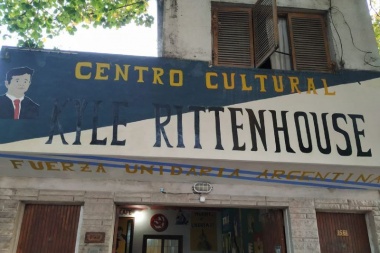 CENTRO CULTURAL
KYLE RITTENHOUSE
FUERZA UNIDARIA ARGENTINA